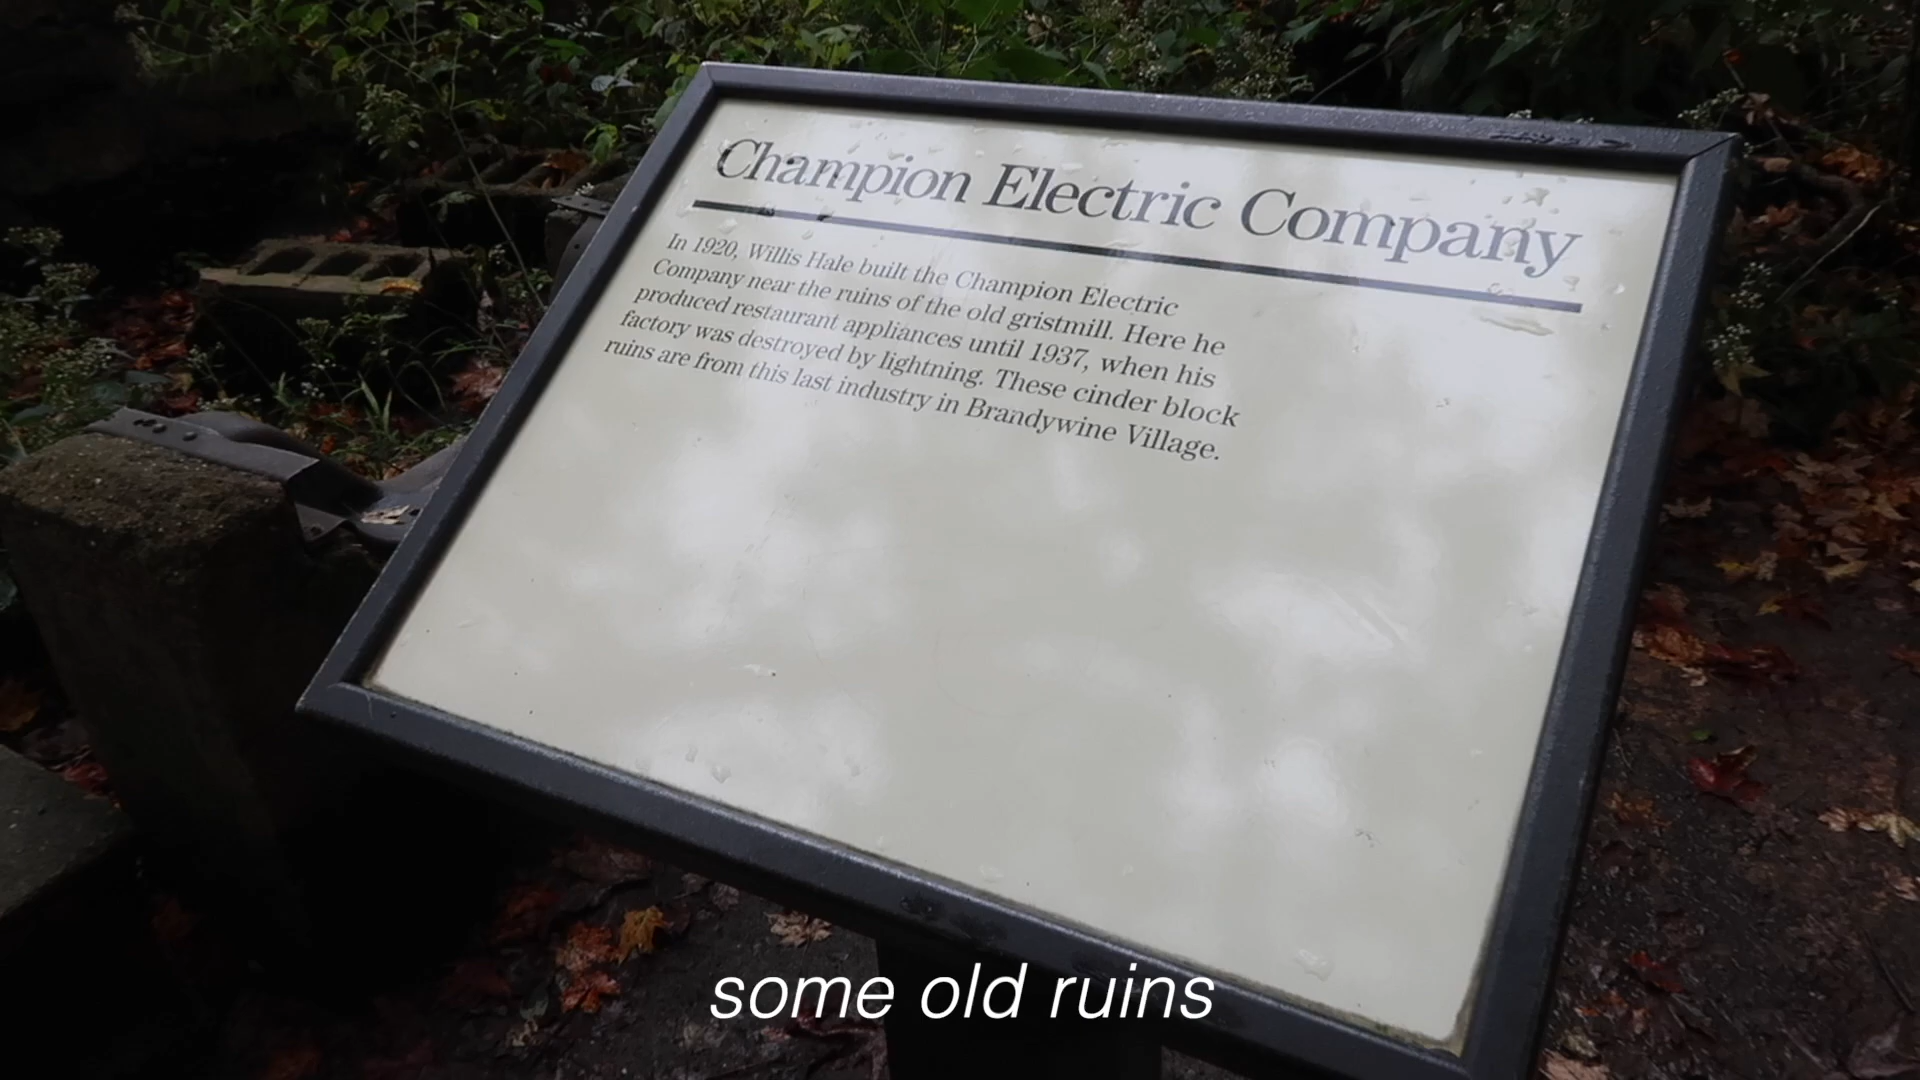 Champion Electric Company
In 1920, Willis Hale built the Champion Electric
Company near the ruins of the old gristmill. Here he
produced restaurant appliances until 1937, when his
factory was destroyed by lightning. These cinder block
ruins are from this last industry in Brandywine Village.
some old ruins